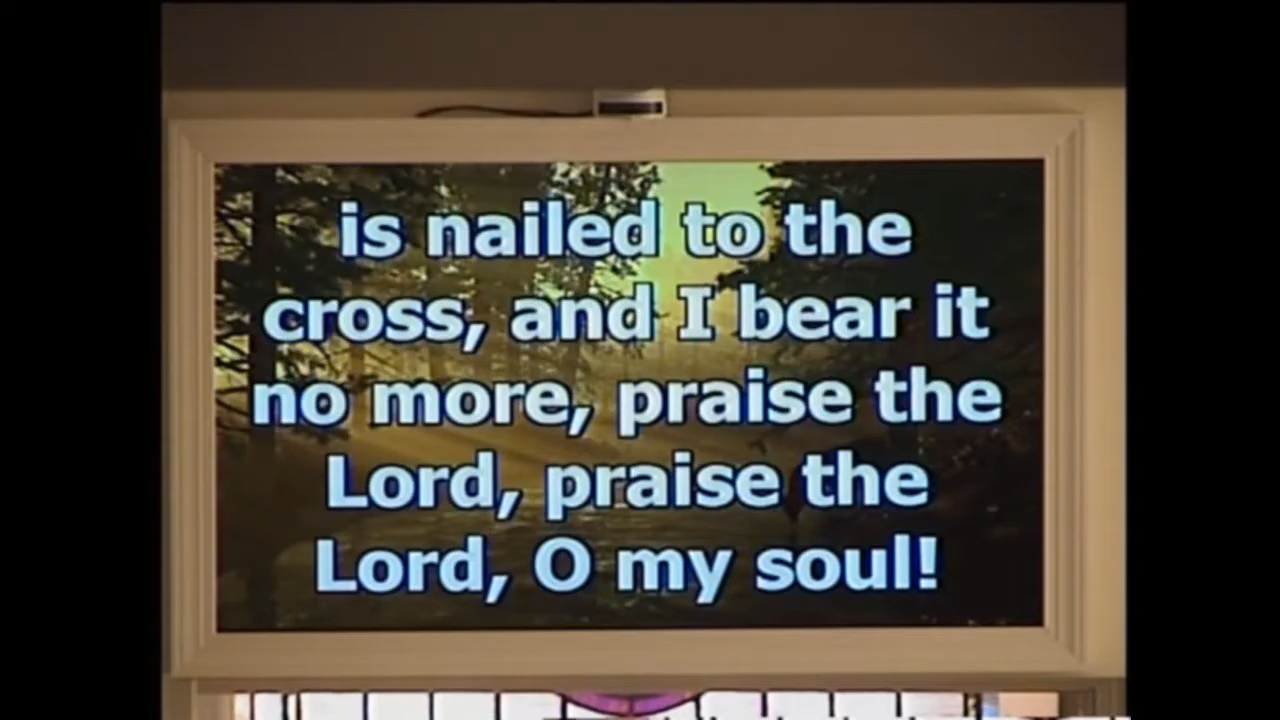 is nailed to the
cross, and I bear it
no more, praise the
Lord, praise the
Lord, O my soul!